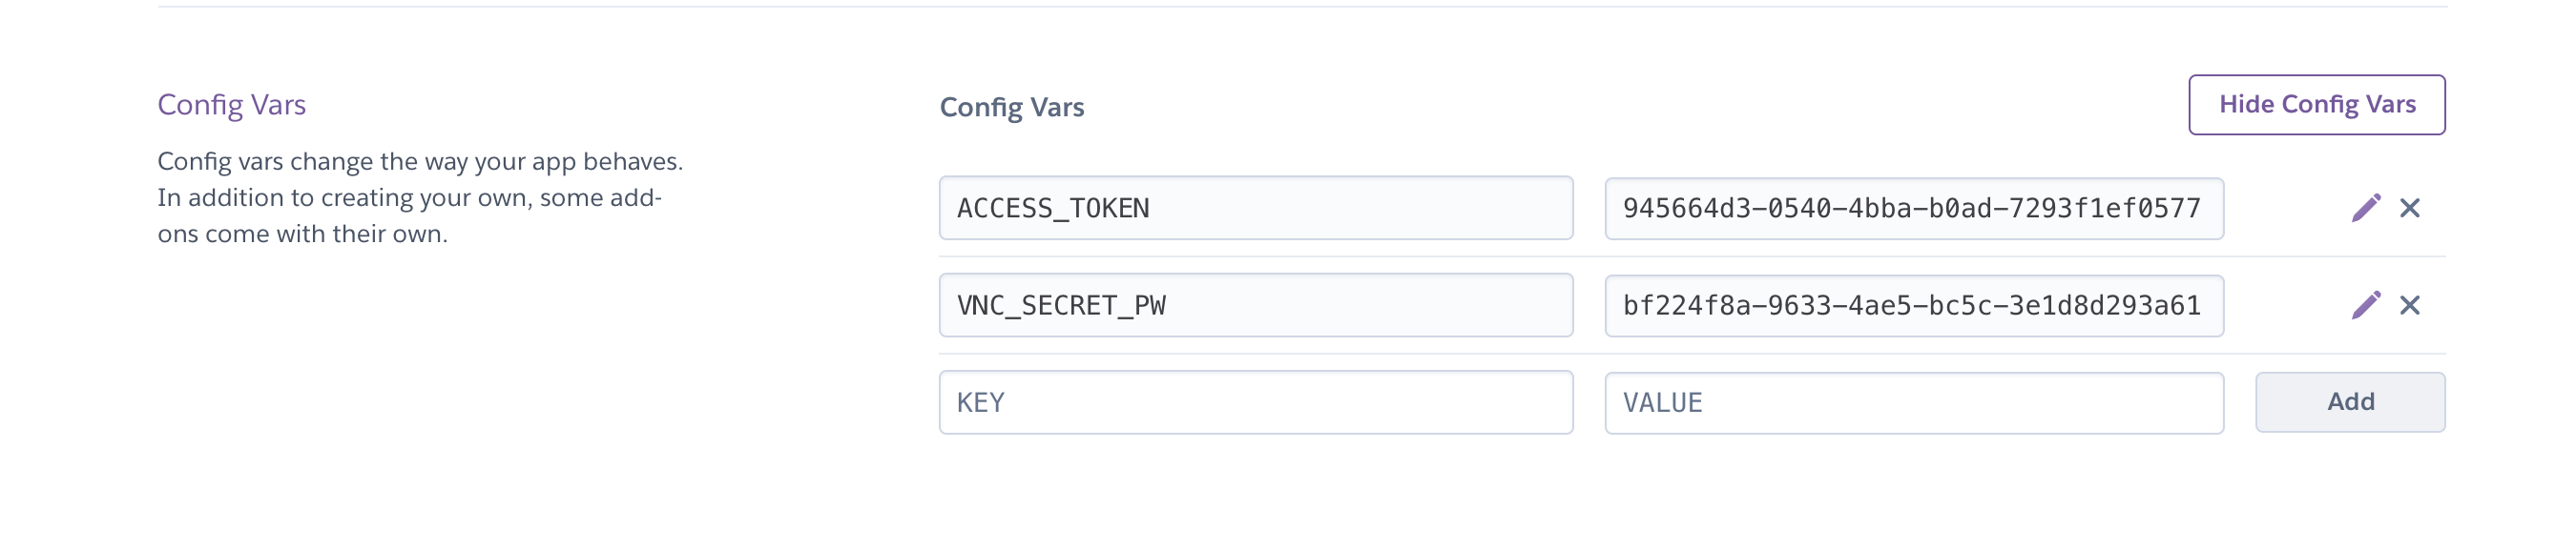 Config Vars
Config vars change the way your app behaves.
In addition to creating your own, some add-
ons come with their own.
Config Vars
Hide Config Vars
ACCESS_TOKEN
945664d3-0540-4bba-b0ad-7293f1ef0577
VNC_SECRET_PW
bf224f8a-9633-4ae5-bc5c-3e1d8d293a61
KEY
VALUE
Add